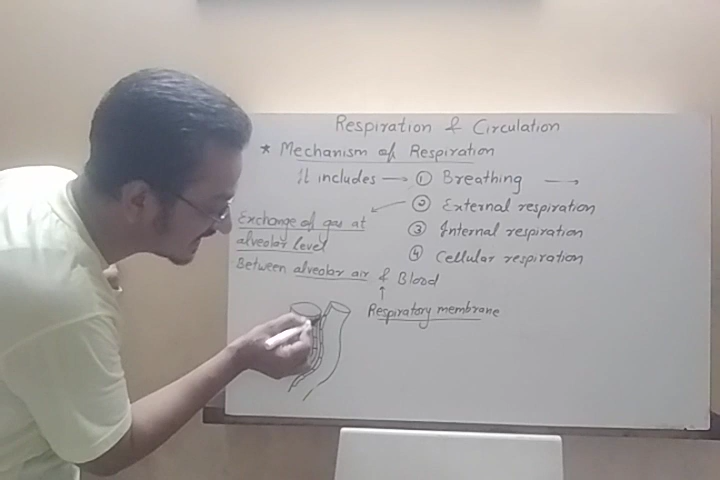 Respiration & Circulation
* Mechanism of Respiration
It includes → ① Breathing →
② External respiration
③ Internal respiration
④ Cellular respiration
Exchange of gas at
alveolar level
Between alveolar air & Blood
Respiratory membrane